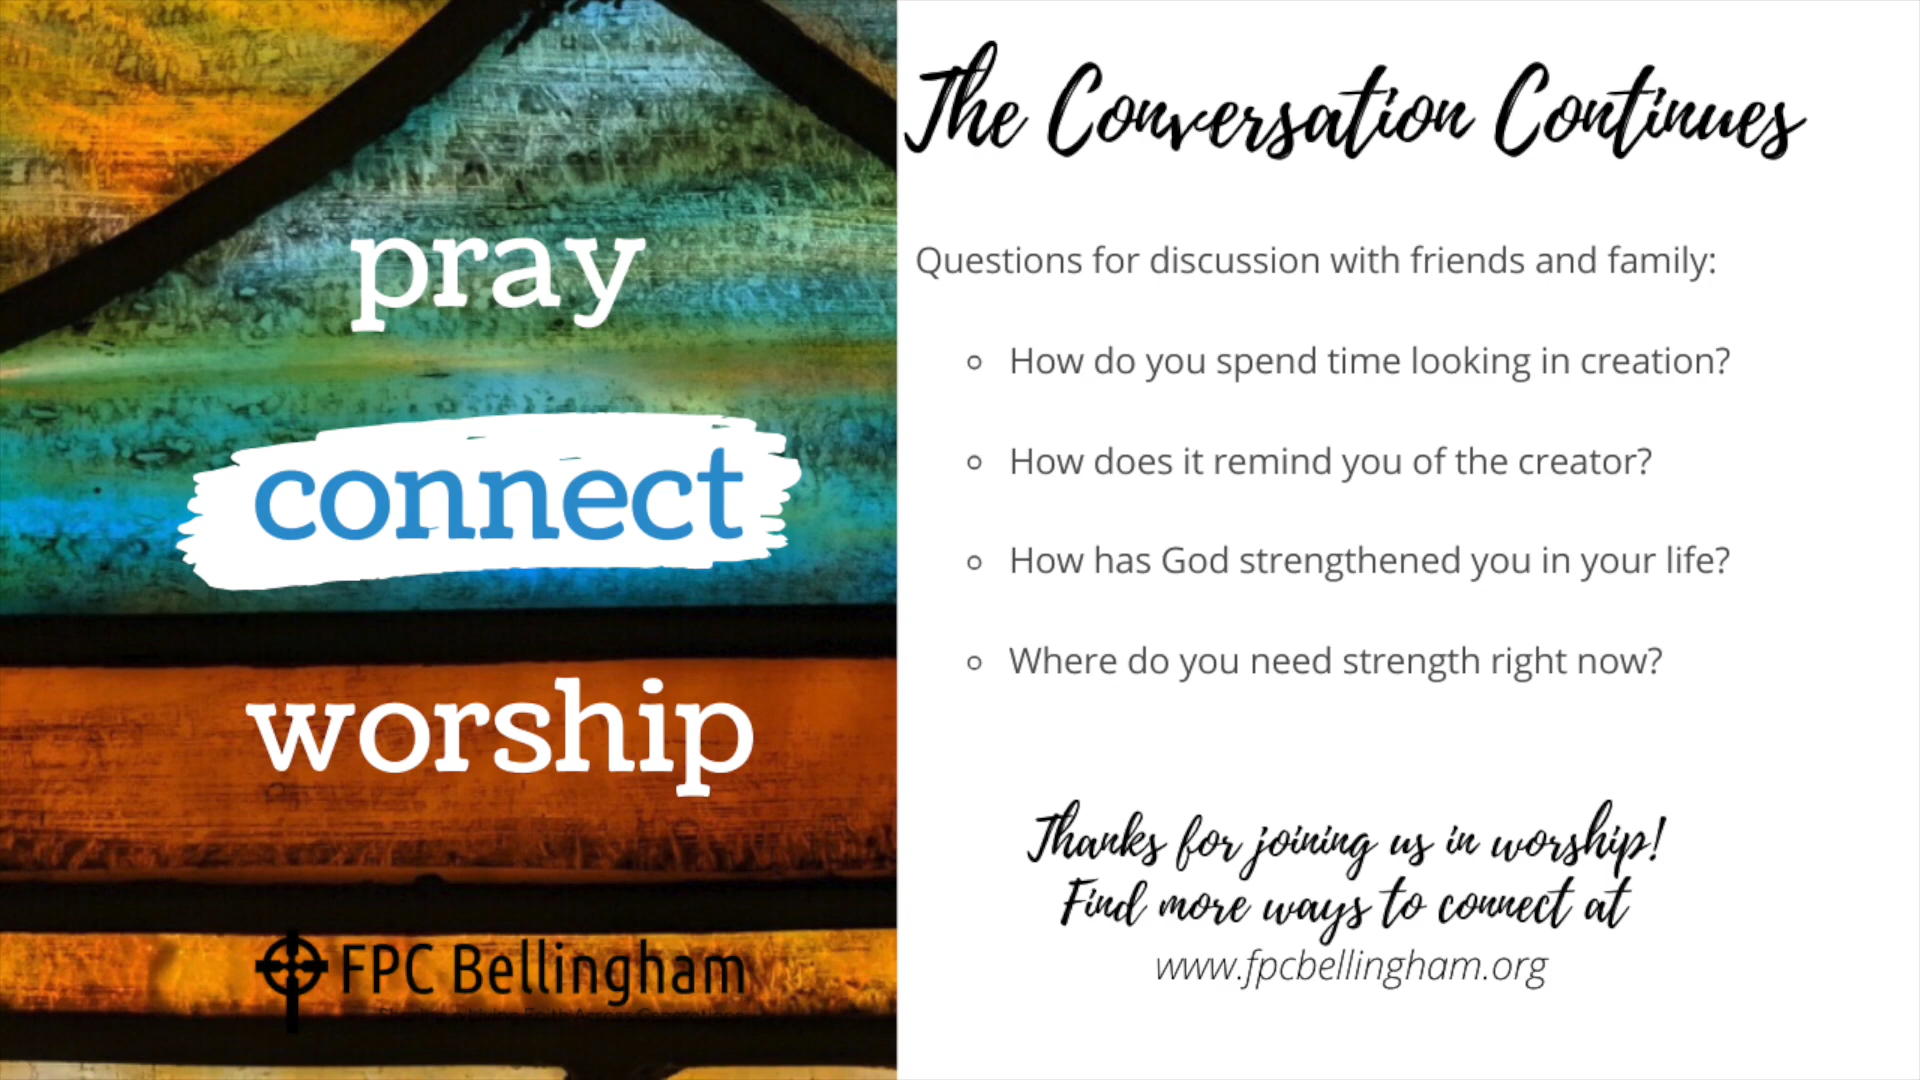 pray
connect
worship
FPC Bellingham
The Conversation Continues
Questions for discussion with friends and family:
How do you spend time looking in creation?
How does it remind you of the creator?
How has God strengthened you in your life?
Where do you need strength right now?
Thanks for joining us in worship!
Find more ways to connect at
www.fpcbellingham.org